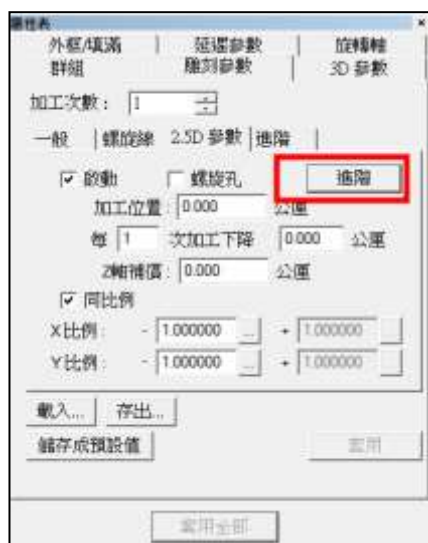 屬性表
外框/填滿 延遲參數 旋轉軸
群組 雕刻參數 3D 參數
加工次數： 1
一般 螺旋線 2.5D 參數 進階
啟動 螺旋孔 進階
加工位置： 0.000 公厘
每 1 次加工下降 0.000 公厘
Z軸補償： 0.000 公厘
同比例
X比例： - 1.000000 ... + 1.000000
Y比例： - 1.000000 ... + 1.000000
載入... 存出...
儲存成預設值 套用
套用全部